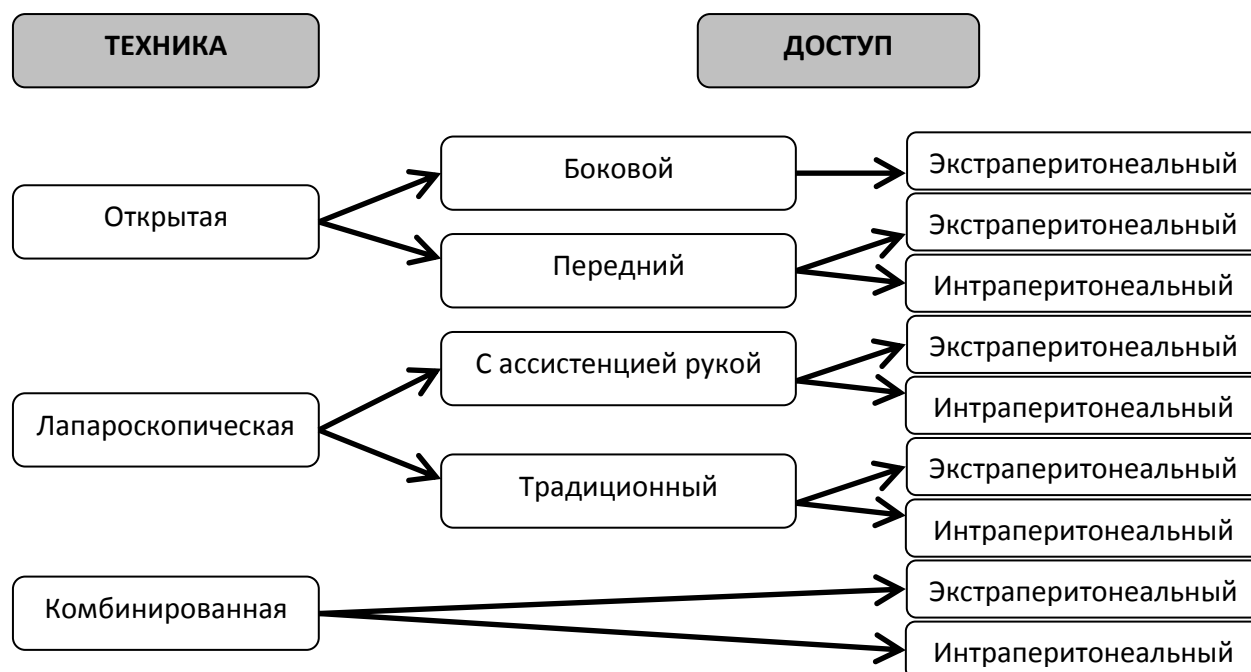 ТЕХНИКА
ДОСТУП
Открытая
Боковой
Экстраперитонеальный
Передний
Экстраперитонеальный
Интраперитонеальный
Лапароскопическая
С ассистенцией рукой
Экстраперитонеальный
Интраперитонеальный
Традиционный
Экстраперитонеальный
Интраперитонеальный
Комбинированная
Экстраперитонеальный
Интраперитонеальный